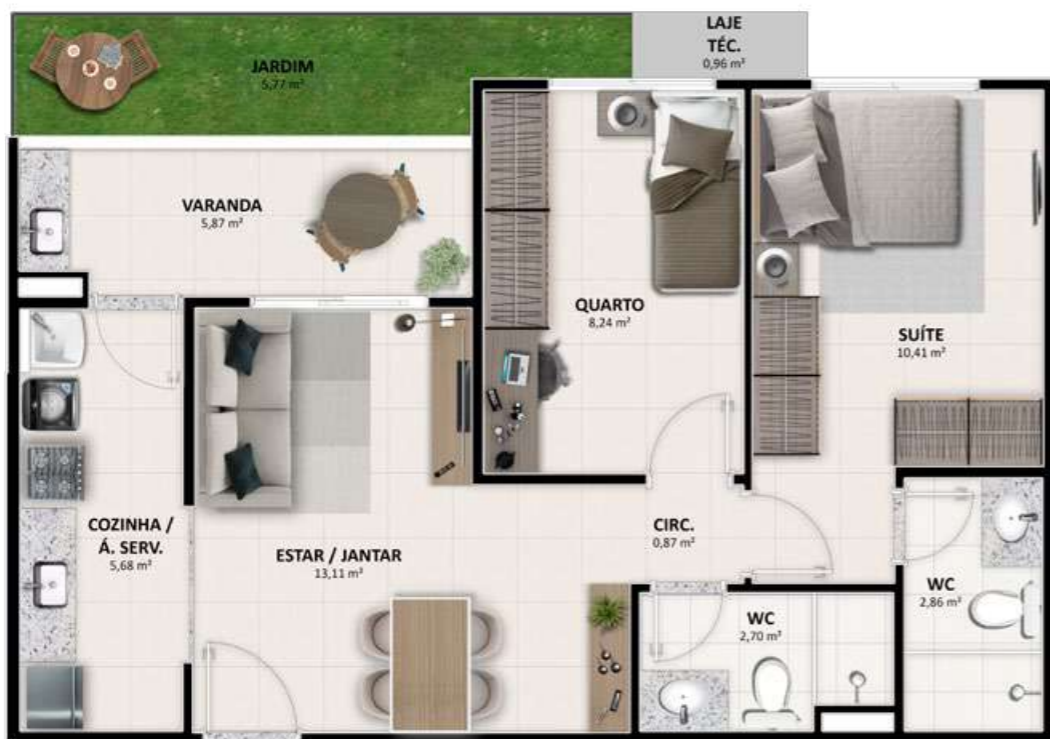 LAJE
TÉC.
0,96 m²
JARDIM
5,77 m²
VARANDA
5,87 m²
QUARTO
8,24 m²
SUÍTE
10,41 m²
COZINHA /
Á. SERV.
5,68 m²
ESTAR / JANTAR
13,11 m²
CIRC.
0,87 m²
WC
2,86 m²
WC
2,70 m²